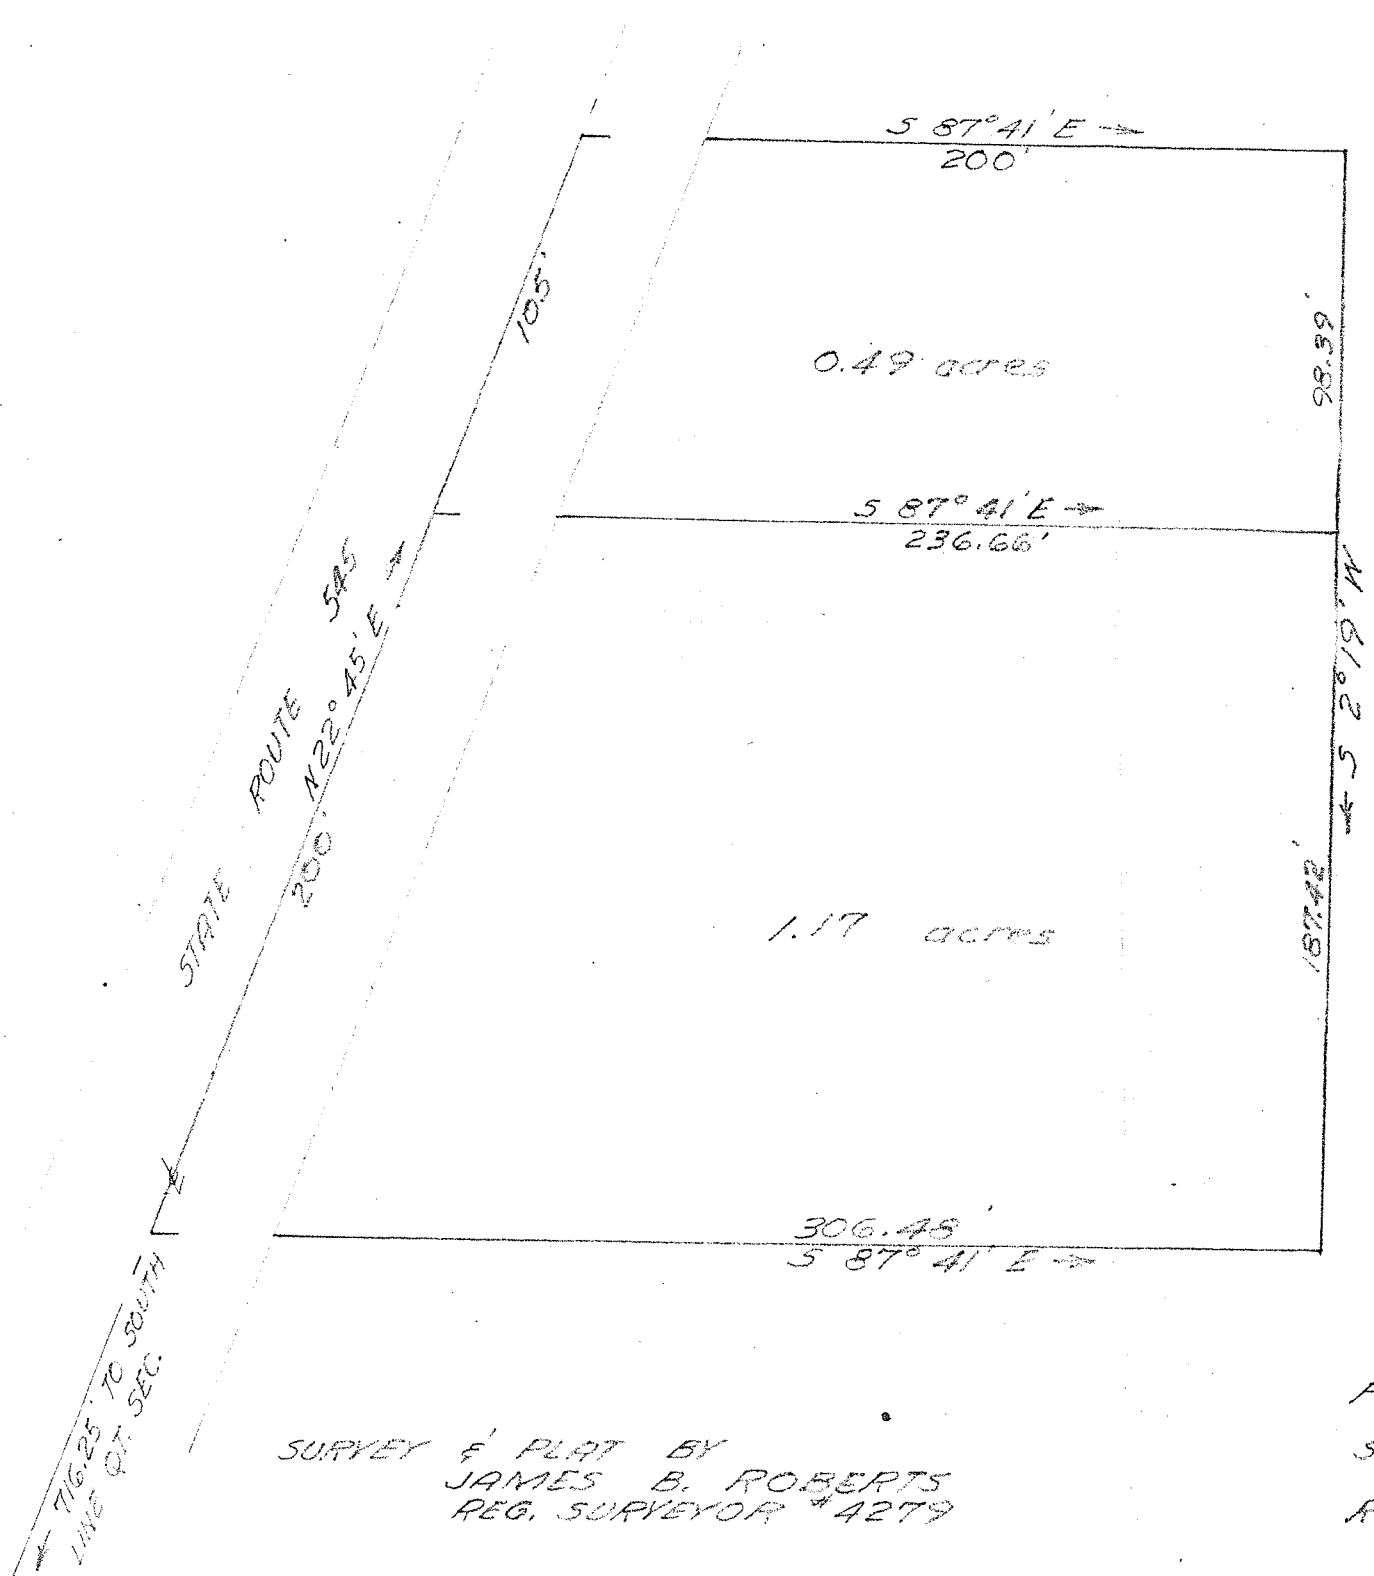 S 87° 41' E →
200'
105'
98.39'
0.49 acres
S 87° 41' E →
236.66'
STATE ROUTE 545
N 22° 45' E
200'
← S 2° 19' W
187.42'
1.17 acres
306.48'
S 87° 41' E →
← 716.25' TO SOUTH
LINE QT. SEC.
SURVEY & PLAT BY
JAMES B. ROBERTS
REG. SURVEYOR #4279